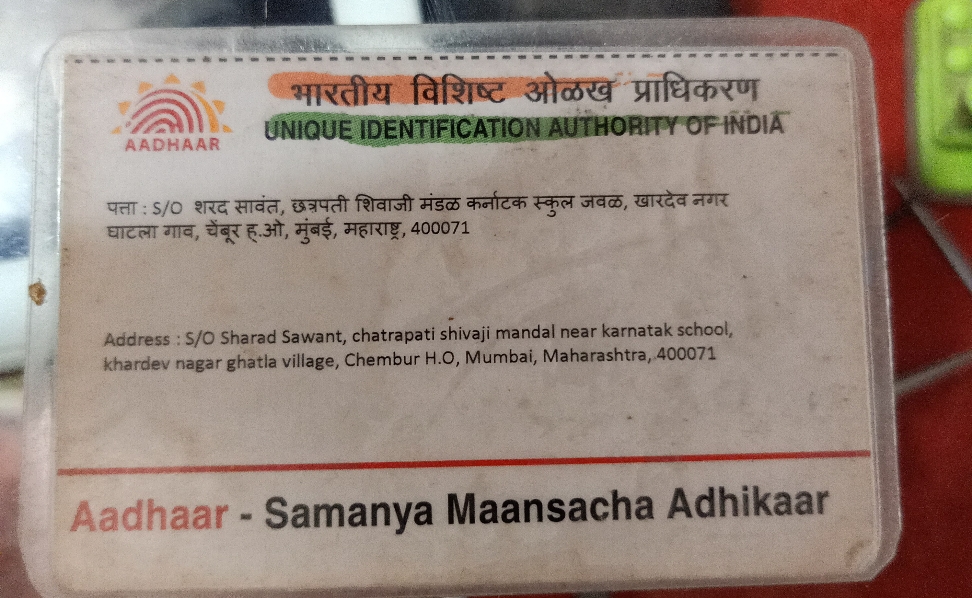 भारतीय विशिष्ट ओळख प्राधिकरण
AADHAAR
UNIQUE IDENTIFICATION AUTHORITY OF INDIA
पत्ता : S/O शरद सावंत, छत्रपती शिवाजी मंडळ कर्नाटक स्कुल जवळ, खारदेव नगर
घाटला गाव, चेंबूर ह्.ओ, मुंबई, महाराष्ट्र, 400071
Address : S/O Sharad Sawant, chatrapati shivaji mandal near karnatak school,
khardev nagar ghatla village, Chembur H.O, Mumbai, Maharashtra, 400071
Aadhaar - Samanya Maansacha Adhikaar